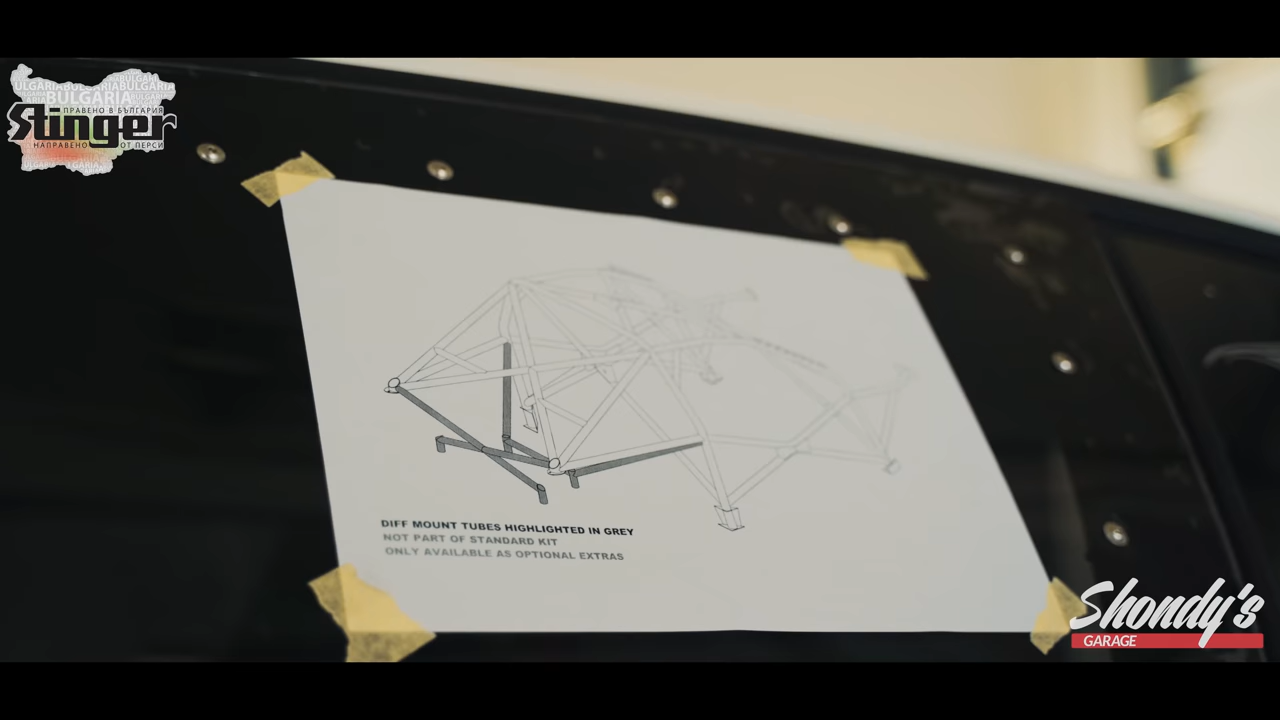 BULGARIA
ПРАВЕНО В БЪЛГАРИЯ
Stinger
НАПРАВЕНО ОТ ПЕРСИ
DIFF MOUNT TUBES HIGHLIGHTED IN GREY
NOT PART OF STANDARD KIT
ONLY AVAILABLE AS OPTIONAL EXTRAS
Shondy's
GARAGE